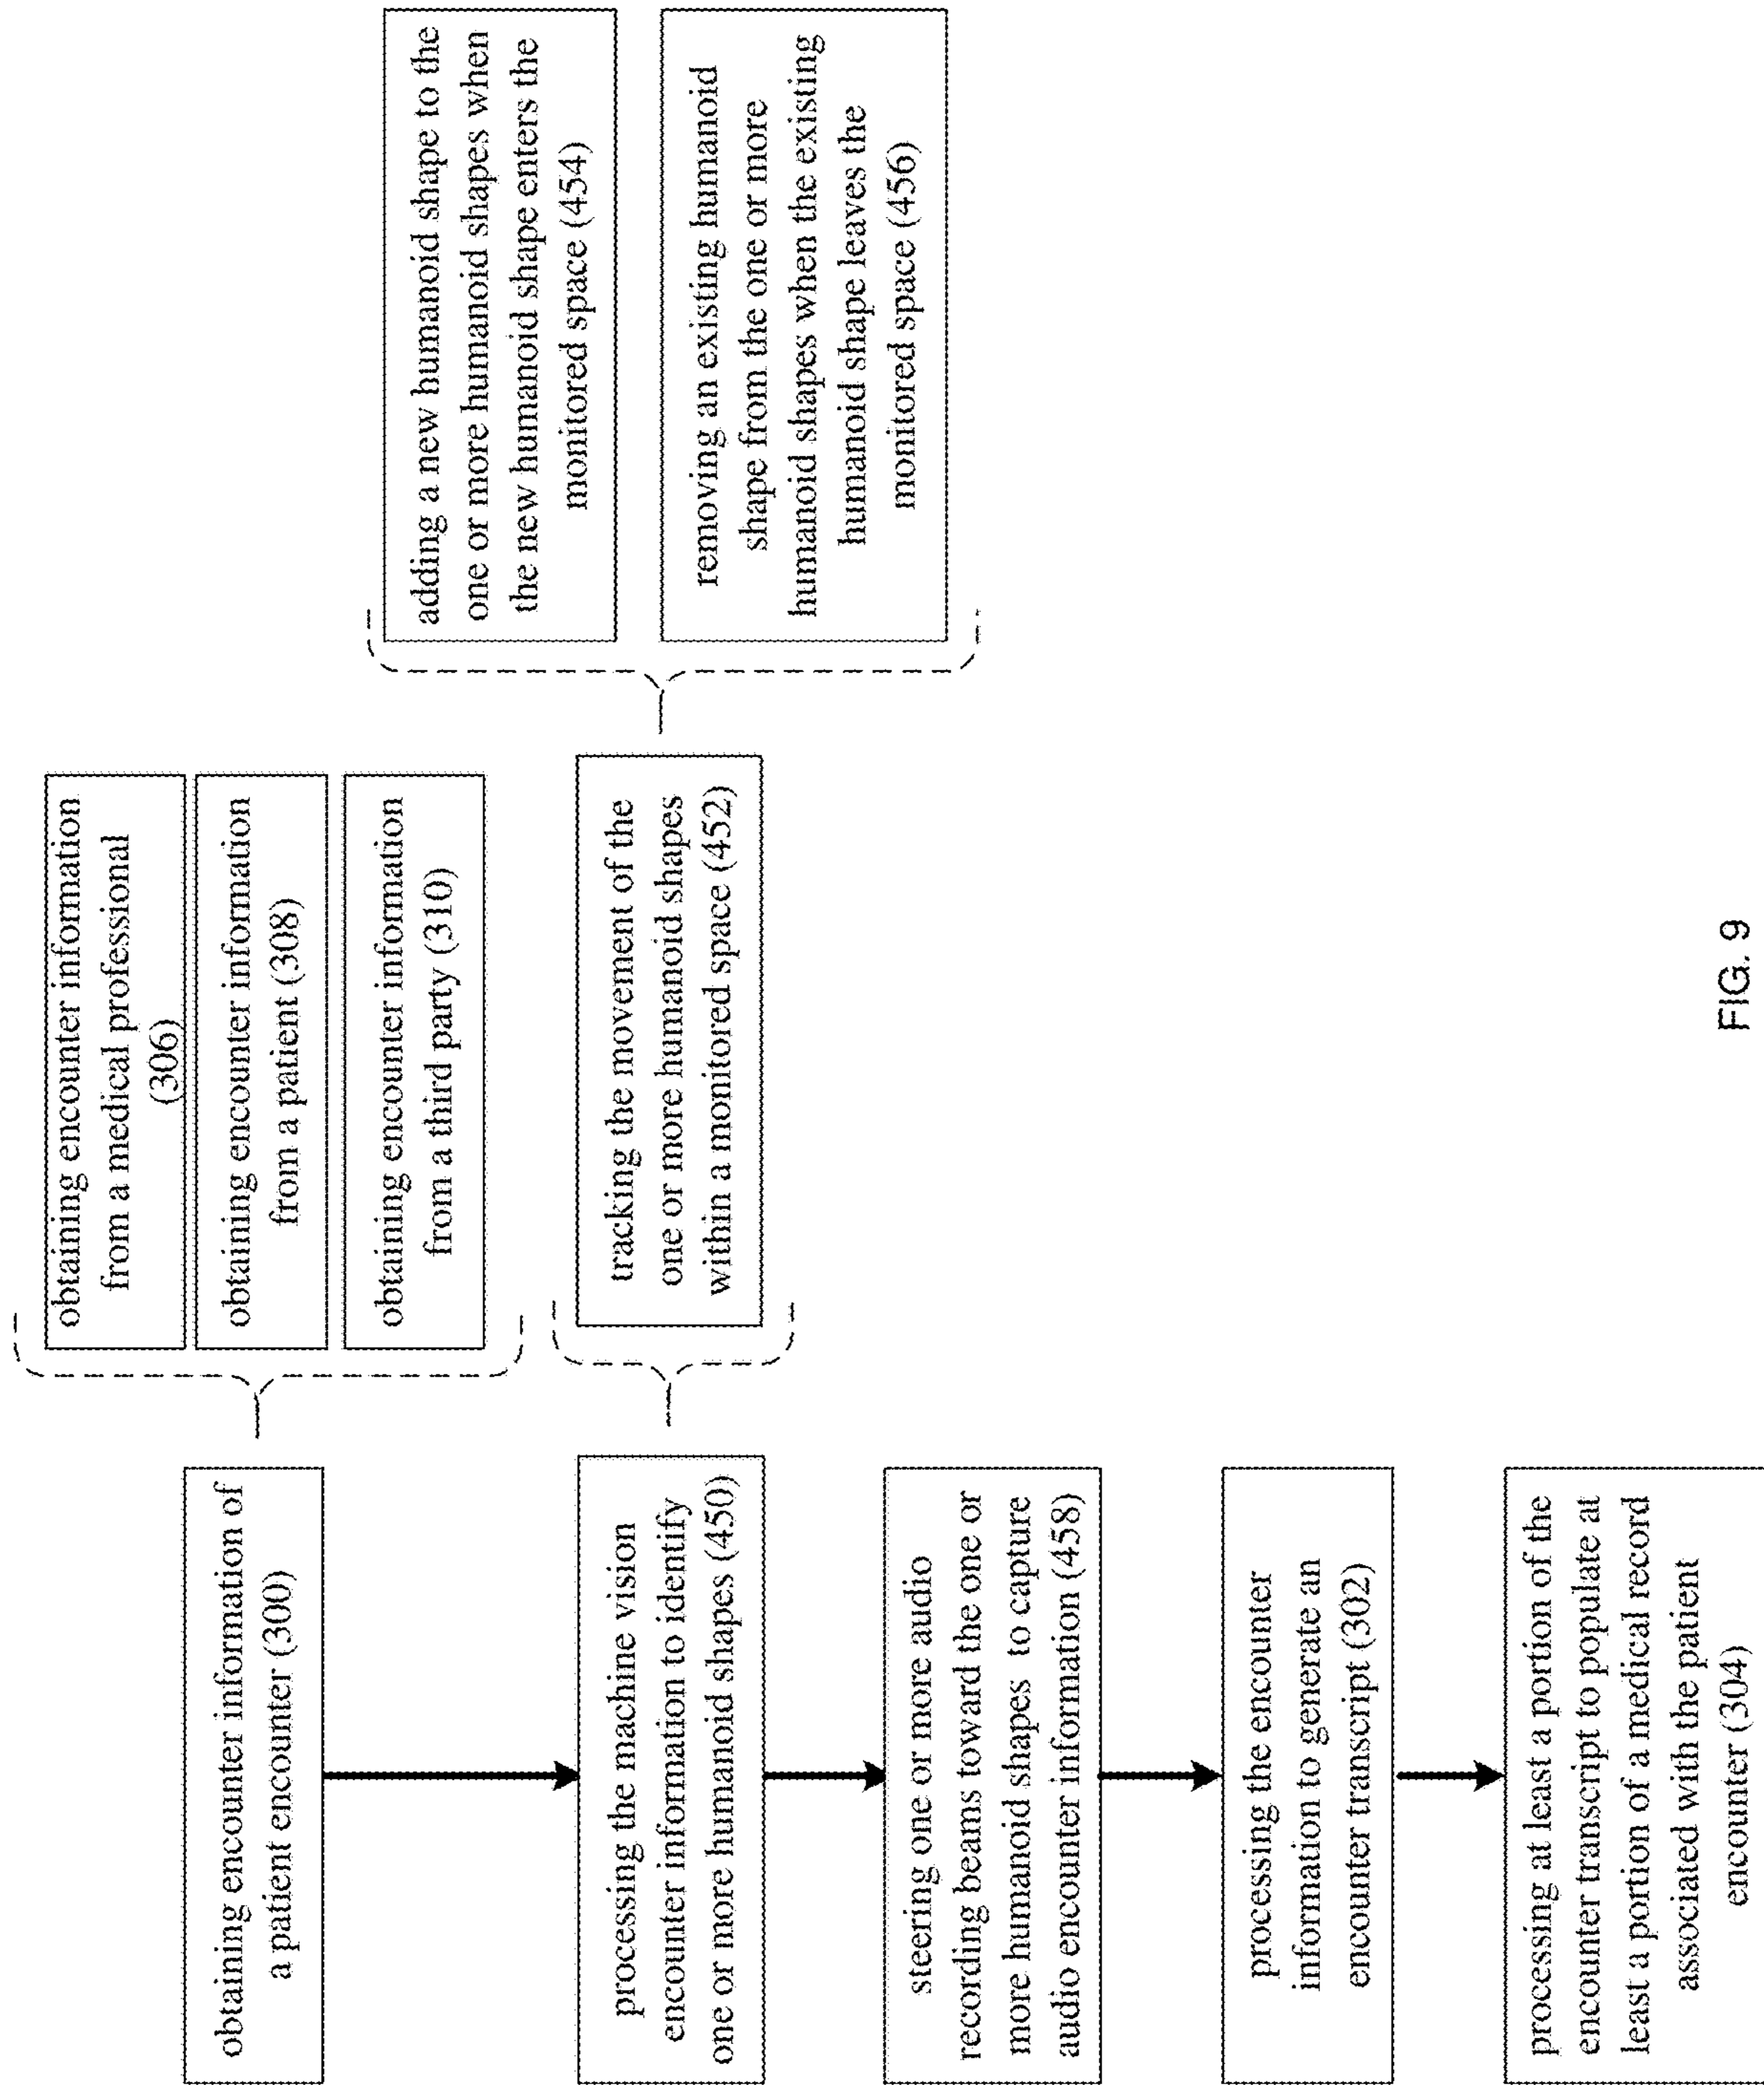 obtaining encounter information of
a patient encounter (300)
obtaining encounter information
from a medical professional
(306)
obtaining encounter information
from a patient (308)
obtaining encounter information
from a third party (310)
processing the machine vision
encounter information to identify
one or more humanoid shapes (450)
tracking the movement of the
one or more humanoid shapes
within a monitored space (452)
adding a new humanoid shape to the
one or more humanoid shapes when
the new humanoid shape enters the
monitored space (454)
removing an existing humanoid
shape from the one or more
humanoid shapes when the existing
humanoid shape leaves the
monitored space (456)
steering one or more audio
recording beams toward the one or
more humanoid shapes to capture
audio encounter information (458)
processing the encounter
information to generate an
encounter transcript (302)
processing at least a portion of the
encounter transcript to populate at
least a portion of a medical record
associated with the patient
encounter (304)
FIG. 9